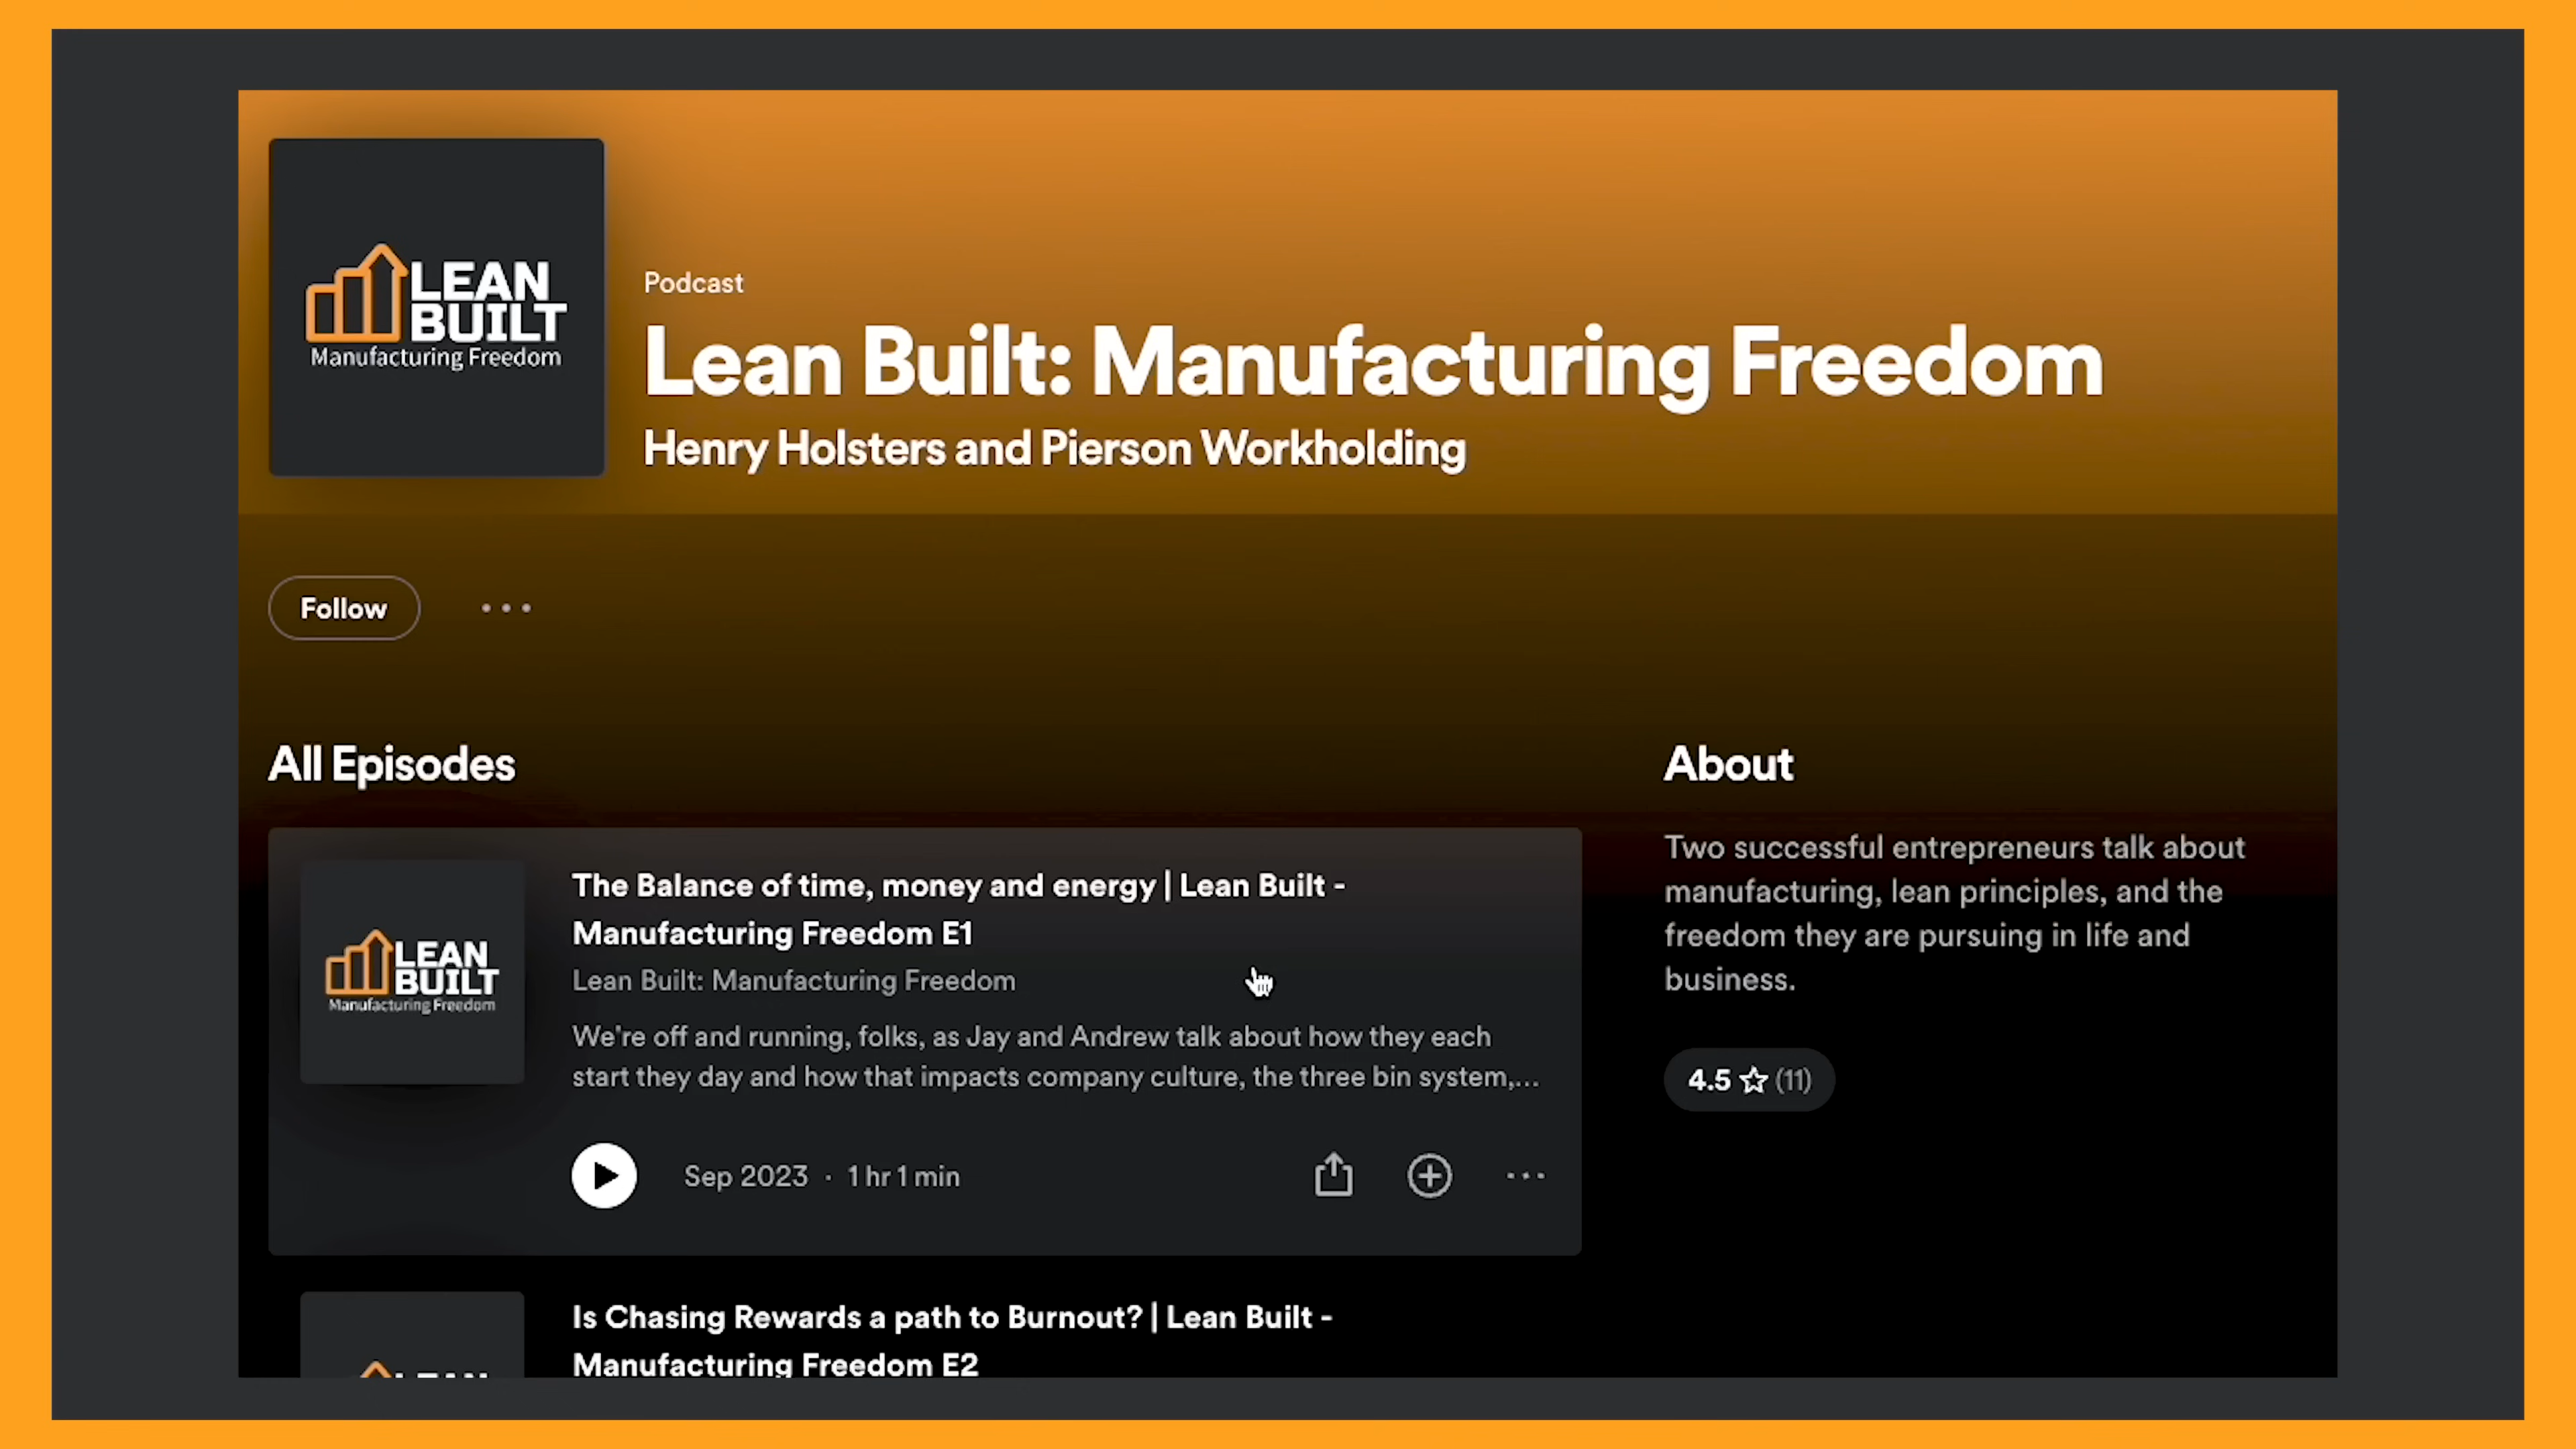 LEAN
BUILT
Manufacturing Freedom
Podcast
Lean Built: Manufacturing Freedom
Henry Holsters and Pierson Workholding
Follow
All Episodes
LEAN
BUILT
Manufacturing Freedom
The Balance of time, money and energy | Lean Built -
Manufacturing Freedom E1
Lean Built: Manufacturing Freedom
We're off and running, folks, as Jay and Andrew talk about how they each
start they day and how that impacts company culture, the three bin system,...
Sep 2023 · 1 hr 1 min
Is Chasing Rewards a path to Burnout? | Lean Built -
Manufacturing Freedom E2
About
Two successful entrepreneurs talk about
manufacturing, lean principles, and the
freedom they are pursuing in life and
business.
4.5 ☆ (11)